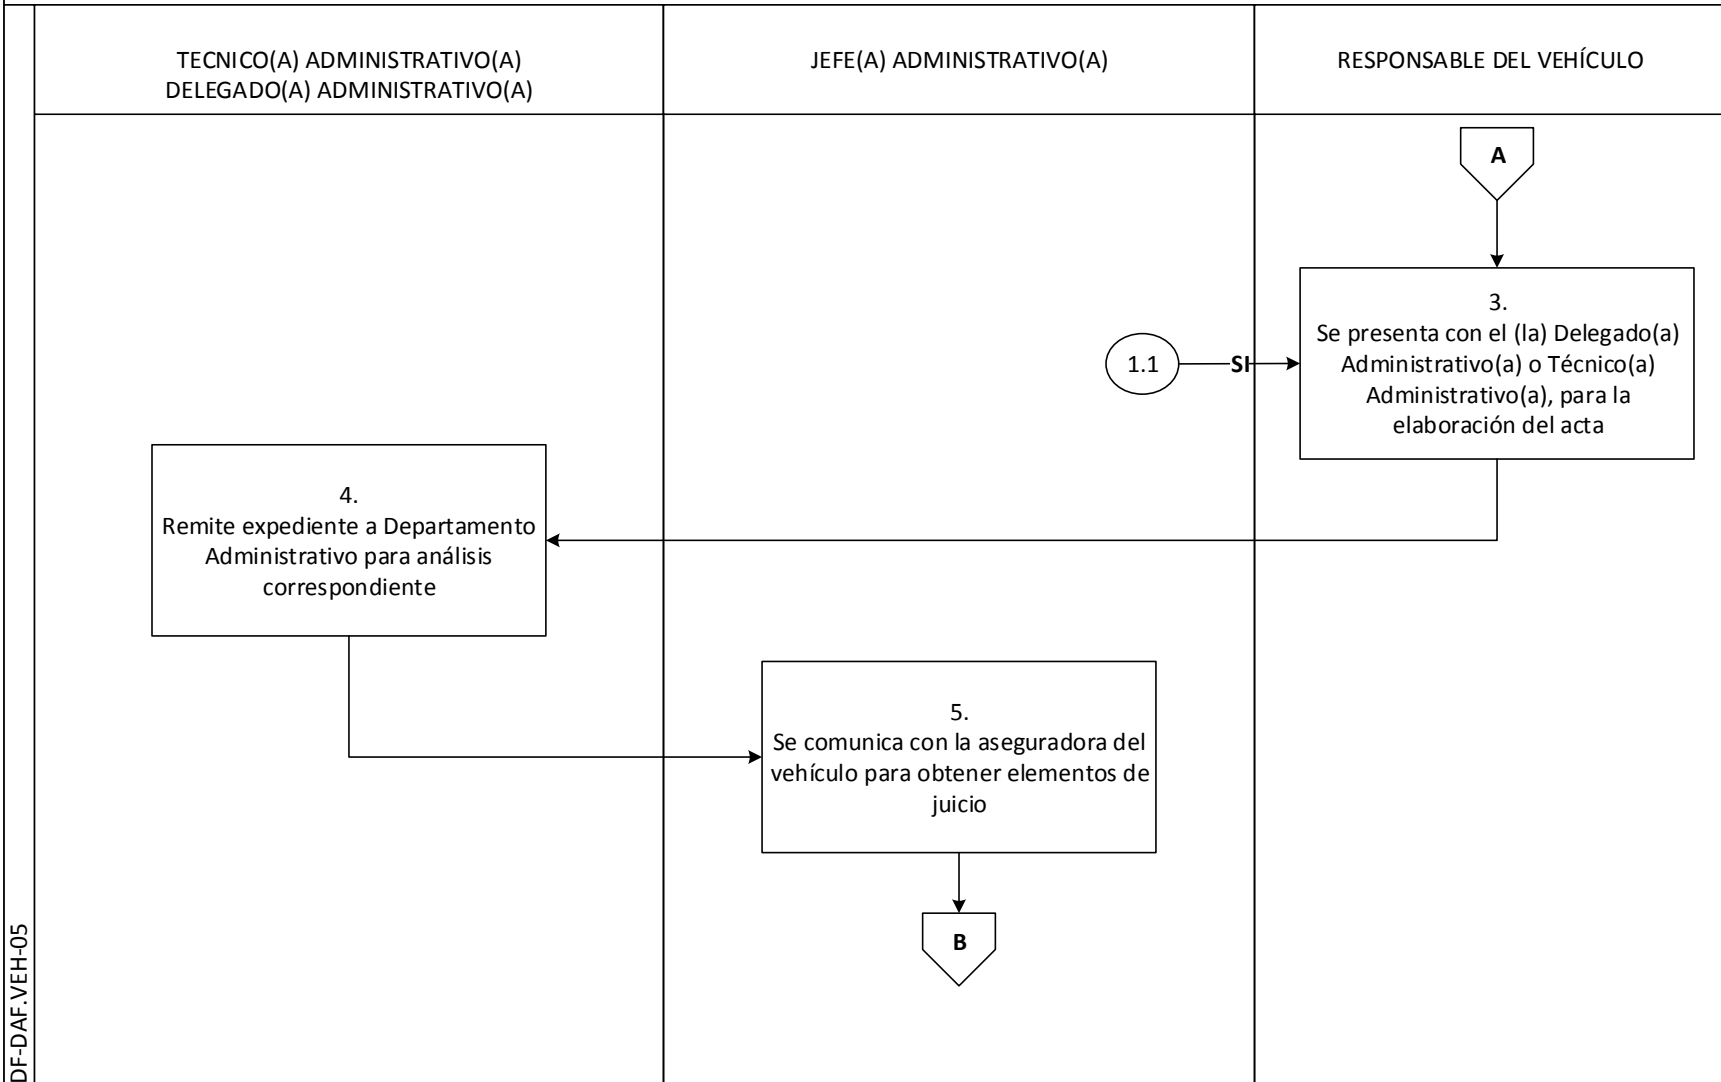 TECNICO(A) ADMINISTRATIVO(A)
DELEGADO(A) ADMINISTRATIVO(A)
JEFE(A) ADMINISTRATIVO(A)
RESPONSABLE DEL VEHÍCULO
A
3.
Se presenta con el (la) Delegado(a)
Administrativo(a) o Técnico(a)
Administrativo(a), para la
elaboración del acta
1.1
SI
4.
Remite expediente a Departamento
Administrativo para análisis
correspondiente
5.
Se comunica con la aseguradora del
vehículo para obtener elementos de
juicio
B
DF-DAF.VEH-05